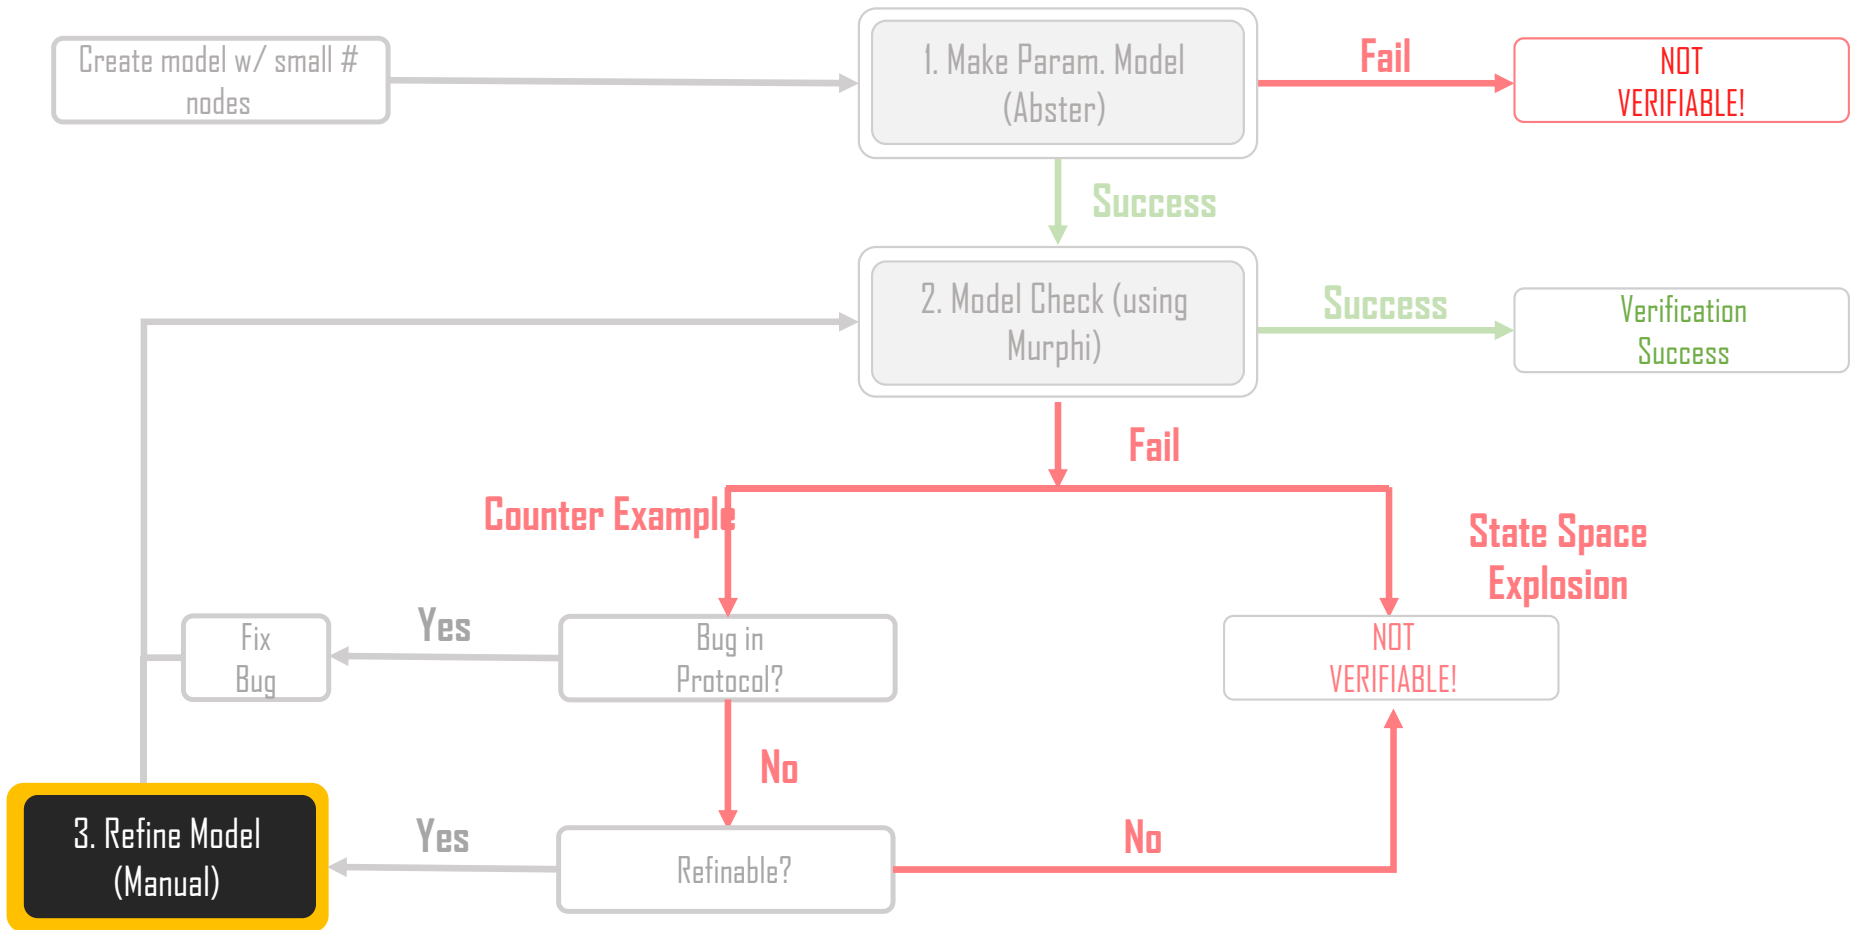 Create model w/ small #
nodes
1. Make Param. Model
(Abster)
Fail
NOT
VERIFIABLE!
Success
2. Model Check (using
Murphi)
Success
Verification
Success
Fail
Counter Example
State Space
Explosion
Fix
Bug
Yes
Bug in
Protocol?
NOT
VERIFIABLE!
No
3. Refine Model
(Manual)
Yes
Refinable?
No